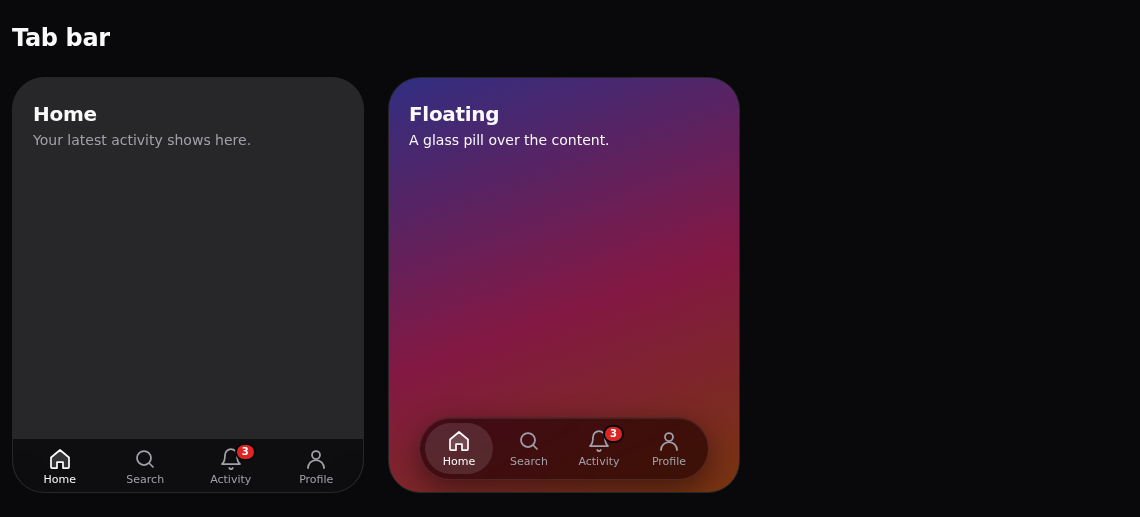 Tab bar
Home
Your latest activity shows here.
Home
Search
3
Activity
Profile
Floating
A glass pill over the content.
Home
Search
3
Activity
Profile